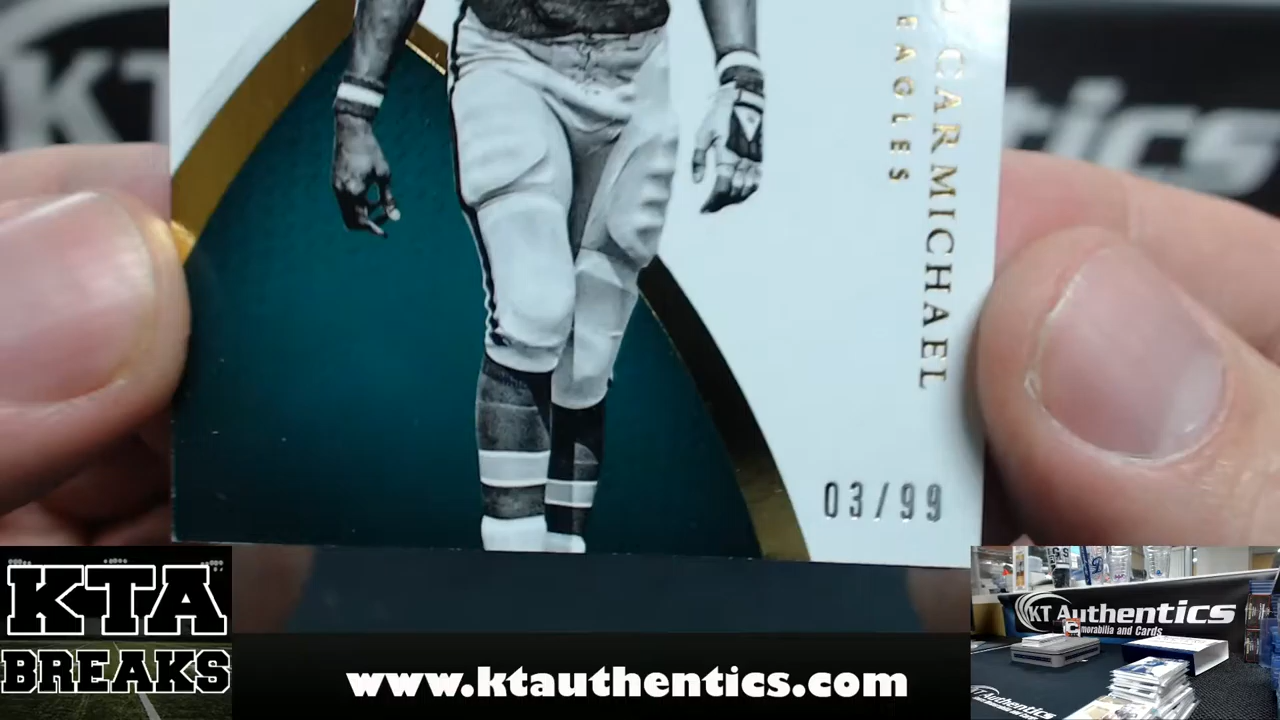 CARMICHAEL
EAGLES
03/99
KTA
BREAKS
www.ktauthentics.com
KT Authentics
Memorabilia and Cards